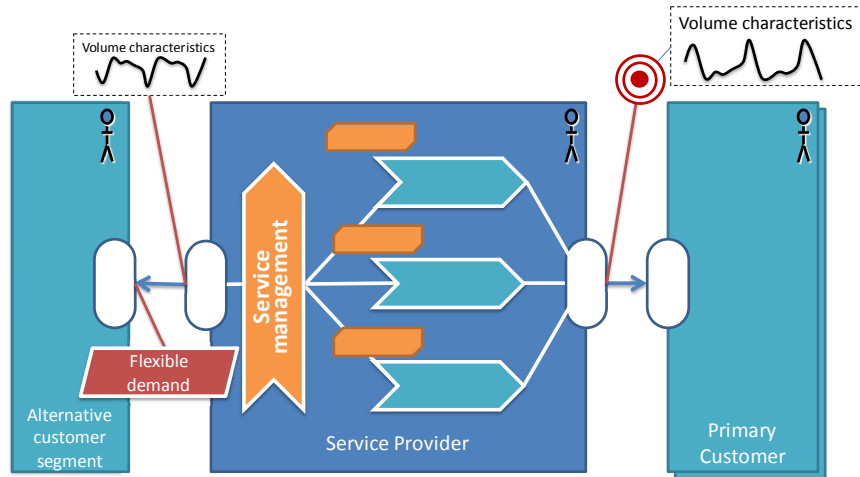 Volume characteristics
Volume characteristics
Service
management
Flexible
demand
Alternative
customer
segment
Service Provider
Primary
Customer